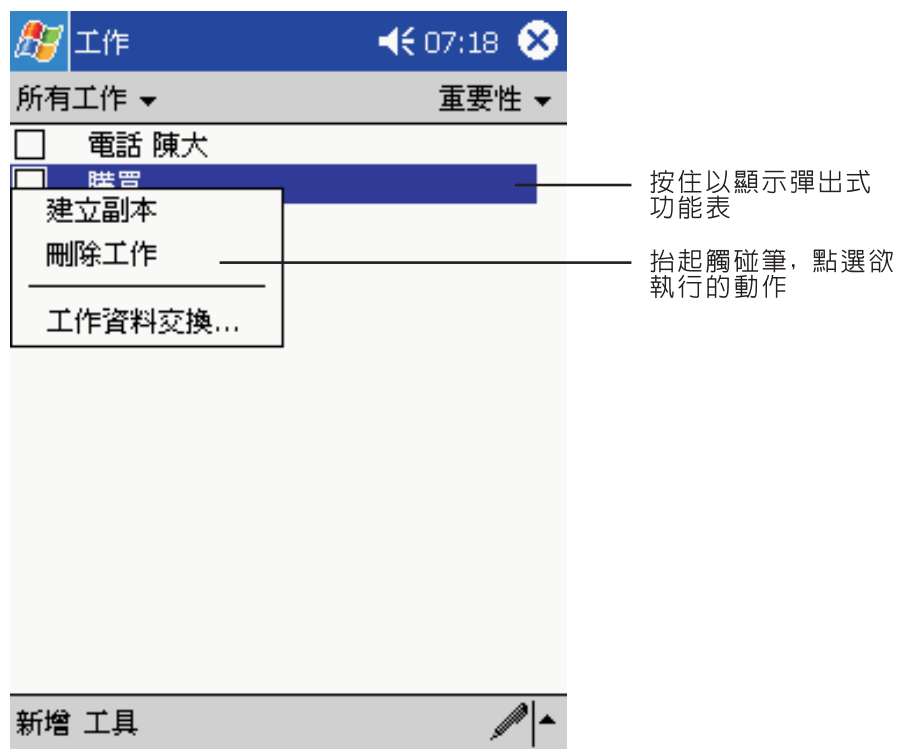 工作 07:18
所有工作 重要性
電話 陳大
購買
建立副本
刪除工作
工作資料交換...
新增 工具
按住以顯示彈出式
功能表
抬起觸碰筆，點選欲
執行的動作